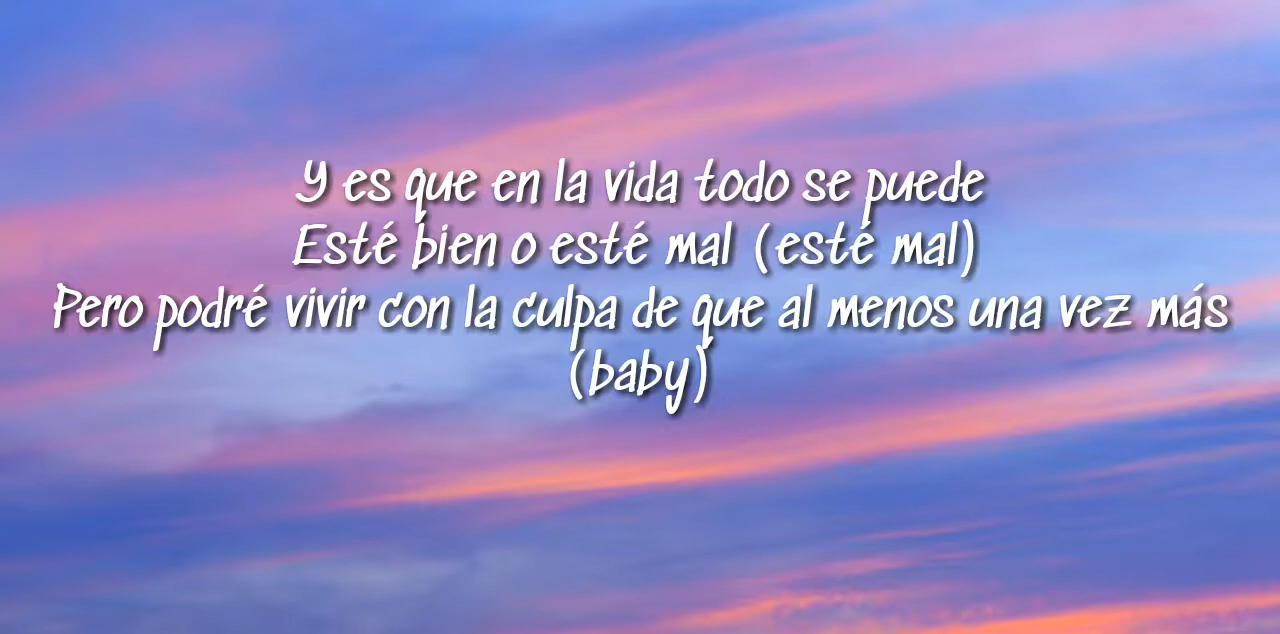 Y es que en la vida todo se puede
Esté bien o esté mal (esté mal)
Pero podré vivir con la culpa de que al menos una vez más
(baby)